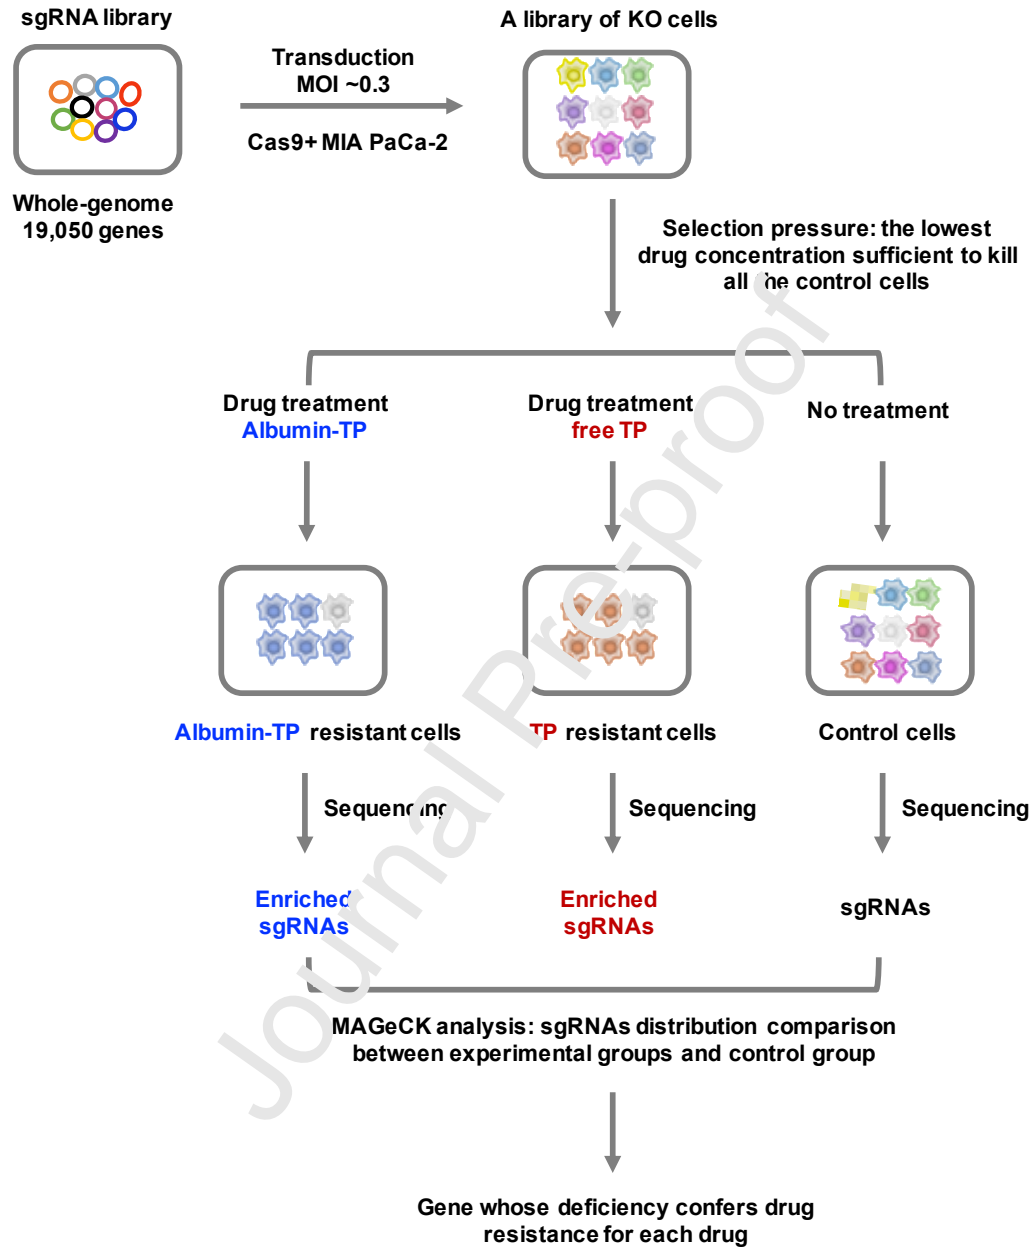 sgRNA library
A library of KO cells
Transduction
MOI ~0.3
Cas9+ MIA PaCa-2
Whole-genome
19,050 genes
Selection pressure: the lowest
drug concentration sufficient to kill
all the control cells
Drug treatment
Albumin-TP
Drug treatment
free TP
No treatment
Albumin-TP resistant cells
TP resistant cells
Control cells
Sequencing
Sequencing
Sequencing
Enriched
sgRNAs
Enriched
sgRNAs
sgRNAs
MAGeCK analysis: sgRNAs distribution comparison
between experimental groups and control group
Gene whose deficiency confers drug
resistance for each drug
Journal Pre-proof